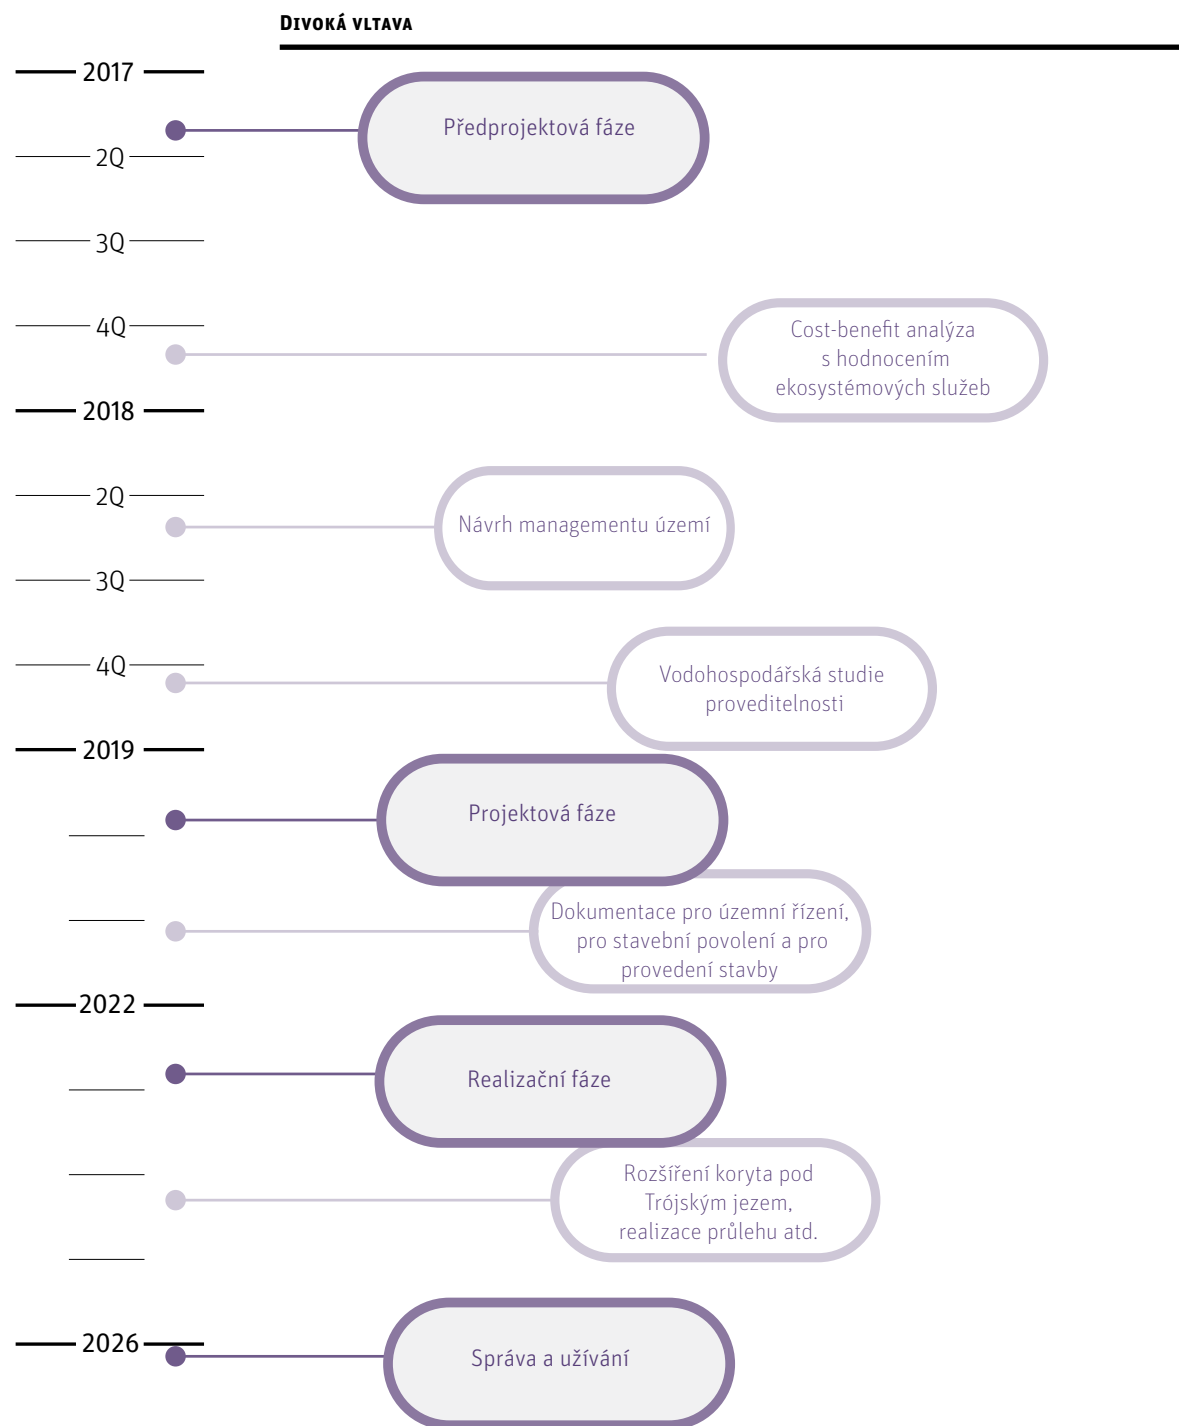 DIVOKÁ VLTAVA
2017
Předprojektová fáze
2Q
3Q
4Q
Cost-benefit analýza
s hodnocením
ekosystémových služeb
2018
2Q
Návrh managementu území
3Q
4Q
Vodohospodářská studie
proveditelnosti
2019
Projektová fáze
Dokumentace pro územní řízení,
pro stavební povolení a pro
provedení stavby
2022
Realizační fáze
Rozšíření koryta pod
Trójským jezem,
realizace průlehu atd.
2026
Správa a užívání